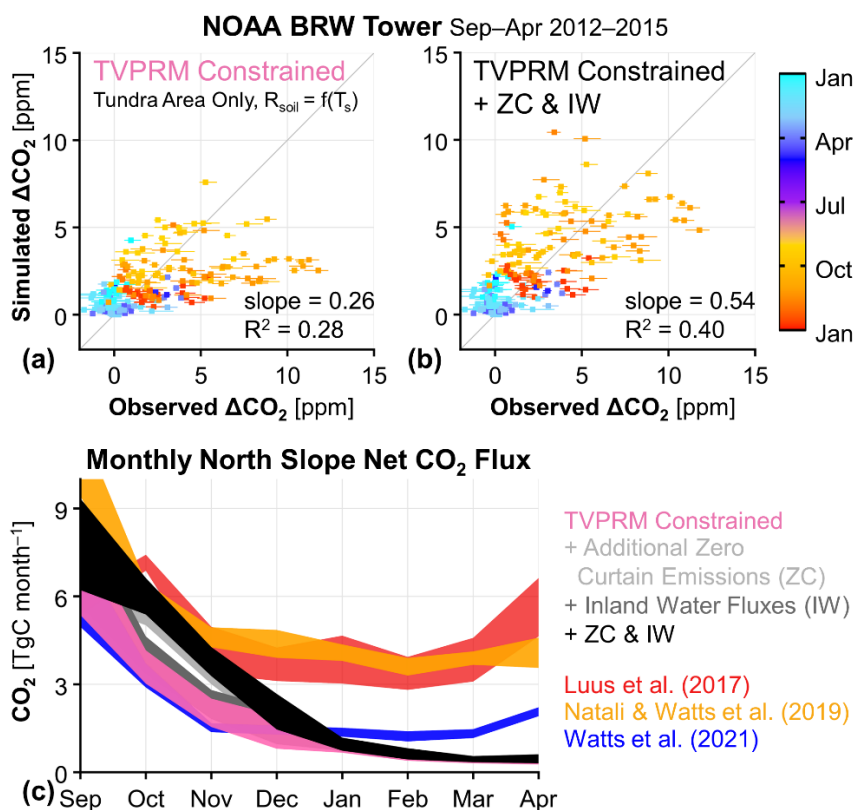 NOAA BRW Tower Sep–Apr 2012–2015
Simulated ΔCO₂ [ppm]
15
10
5
0
TVPRM Constrained
Tundra Area Only, Rsoil = f(Ts)
slope = 0.26
R² = 0.28
(a)
0
5
10
15
Observed ΔCO₂ [ppm]
15
10
5
0
TVPRM Constrained
+ ZC & IW
slope = 0.54
R² = 0.40
(b)
0
5
10
15
Observed ΔCO₂ [ppm]
Jan
Apr
Jul
Oct
Jan
Monthly North Slope Net CO₂ Flux
CO₂ [TgC month⁻¹]
9
6
3
0
(c)
Sep
Oct
Nov
Dec
Jan
Feb
Mar
Apr
TVPRM Constrained
+ Additional Zero
Curtain Emissions (ZC)
+ Inland Water Fluxes (IW)
+ ZC & IW
Luus et al. (2017)
Natali & Watts et al. (2019)
Watts et al. (2021)